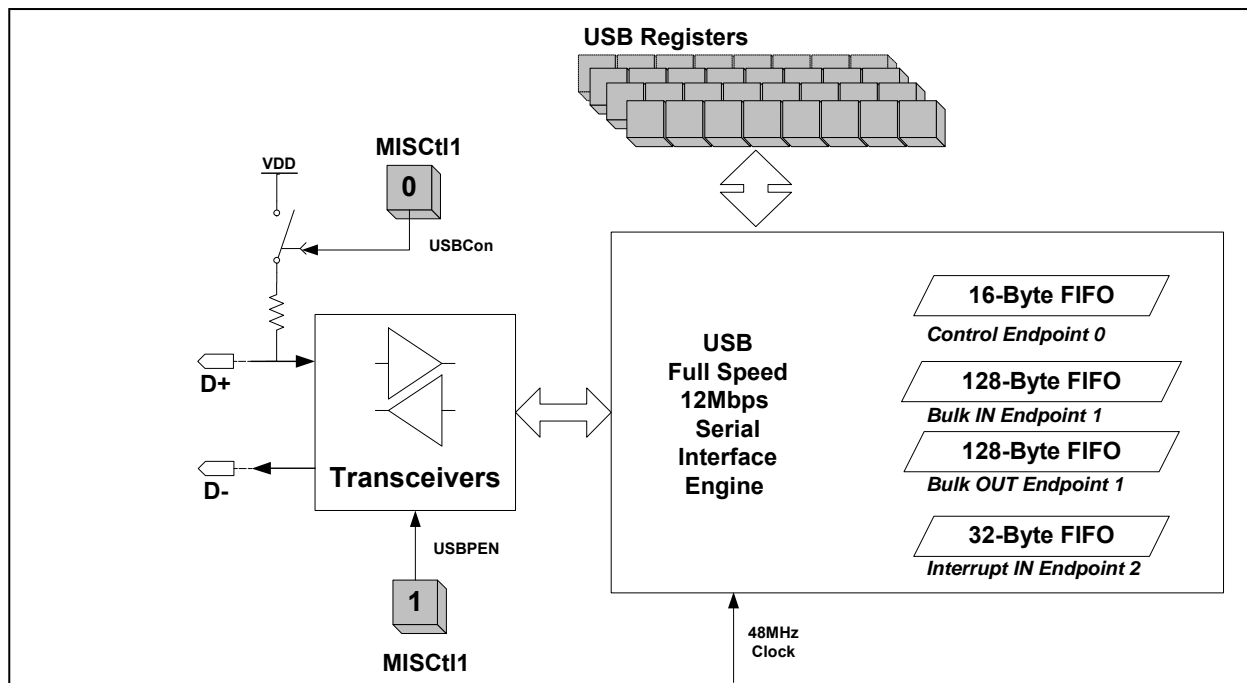 USB Registers
MISCtl1
VDD
0
USBCon
D+
D-
Transceivers
USBPEN
1
MISCtl1
USB
Full Speed
12Mbps
Serial
Interface
Engine
16-Byte FIFO
Control Endpoint 0
128-Byte FIFO
Bulk IN Endpoint 1
128-Byte FIFO
Bulk OUT Endpoint 1
32-Byte FIFO
Interrupt IN Endpoint 2
48MHz
Clock